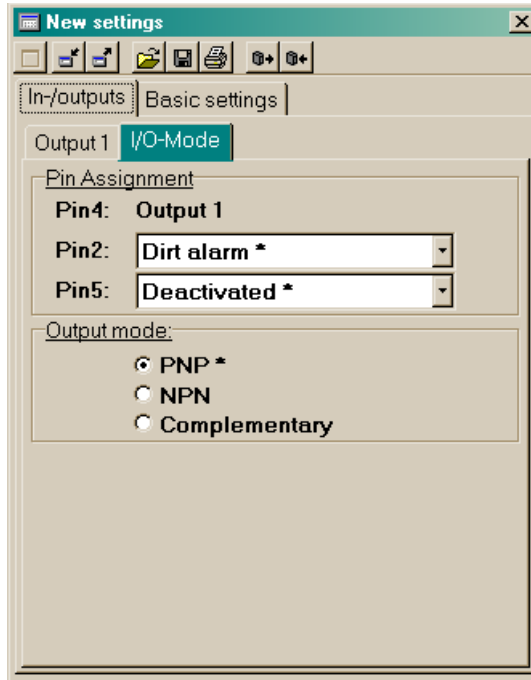 New settings
In-/outputs Basic settings
Output 1 I/O-Mode
Pin Assignment
Pin4: Output 1
Pin2: Dirt alarm *
Pin5: Deactivated *
Output mode:
PNP *
NPN
Complementary